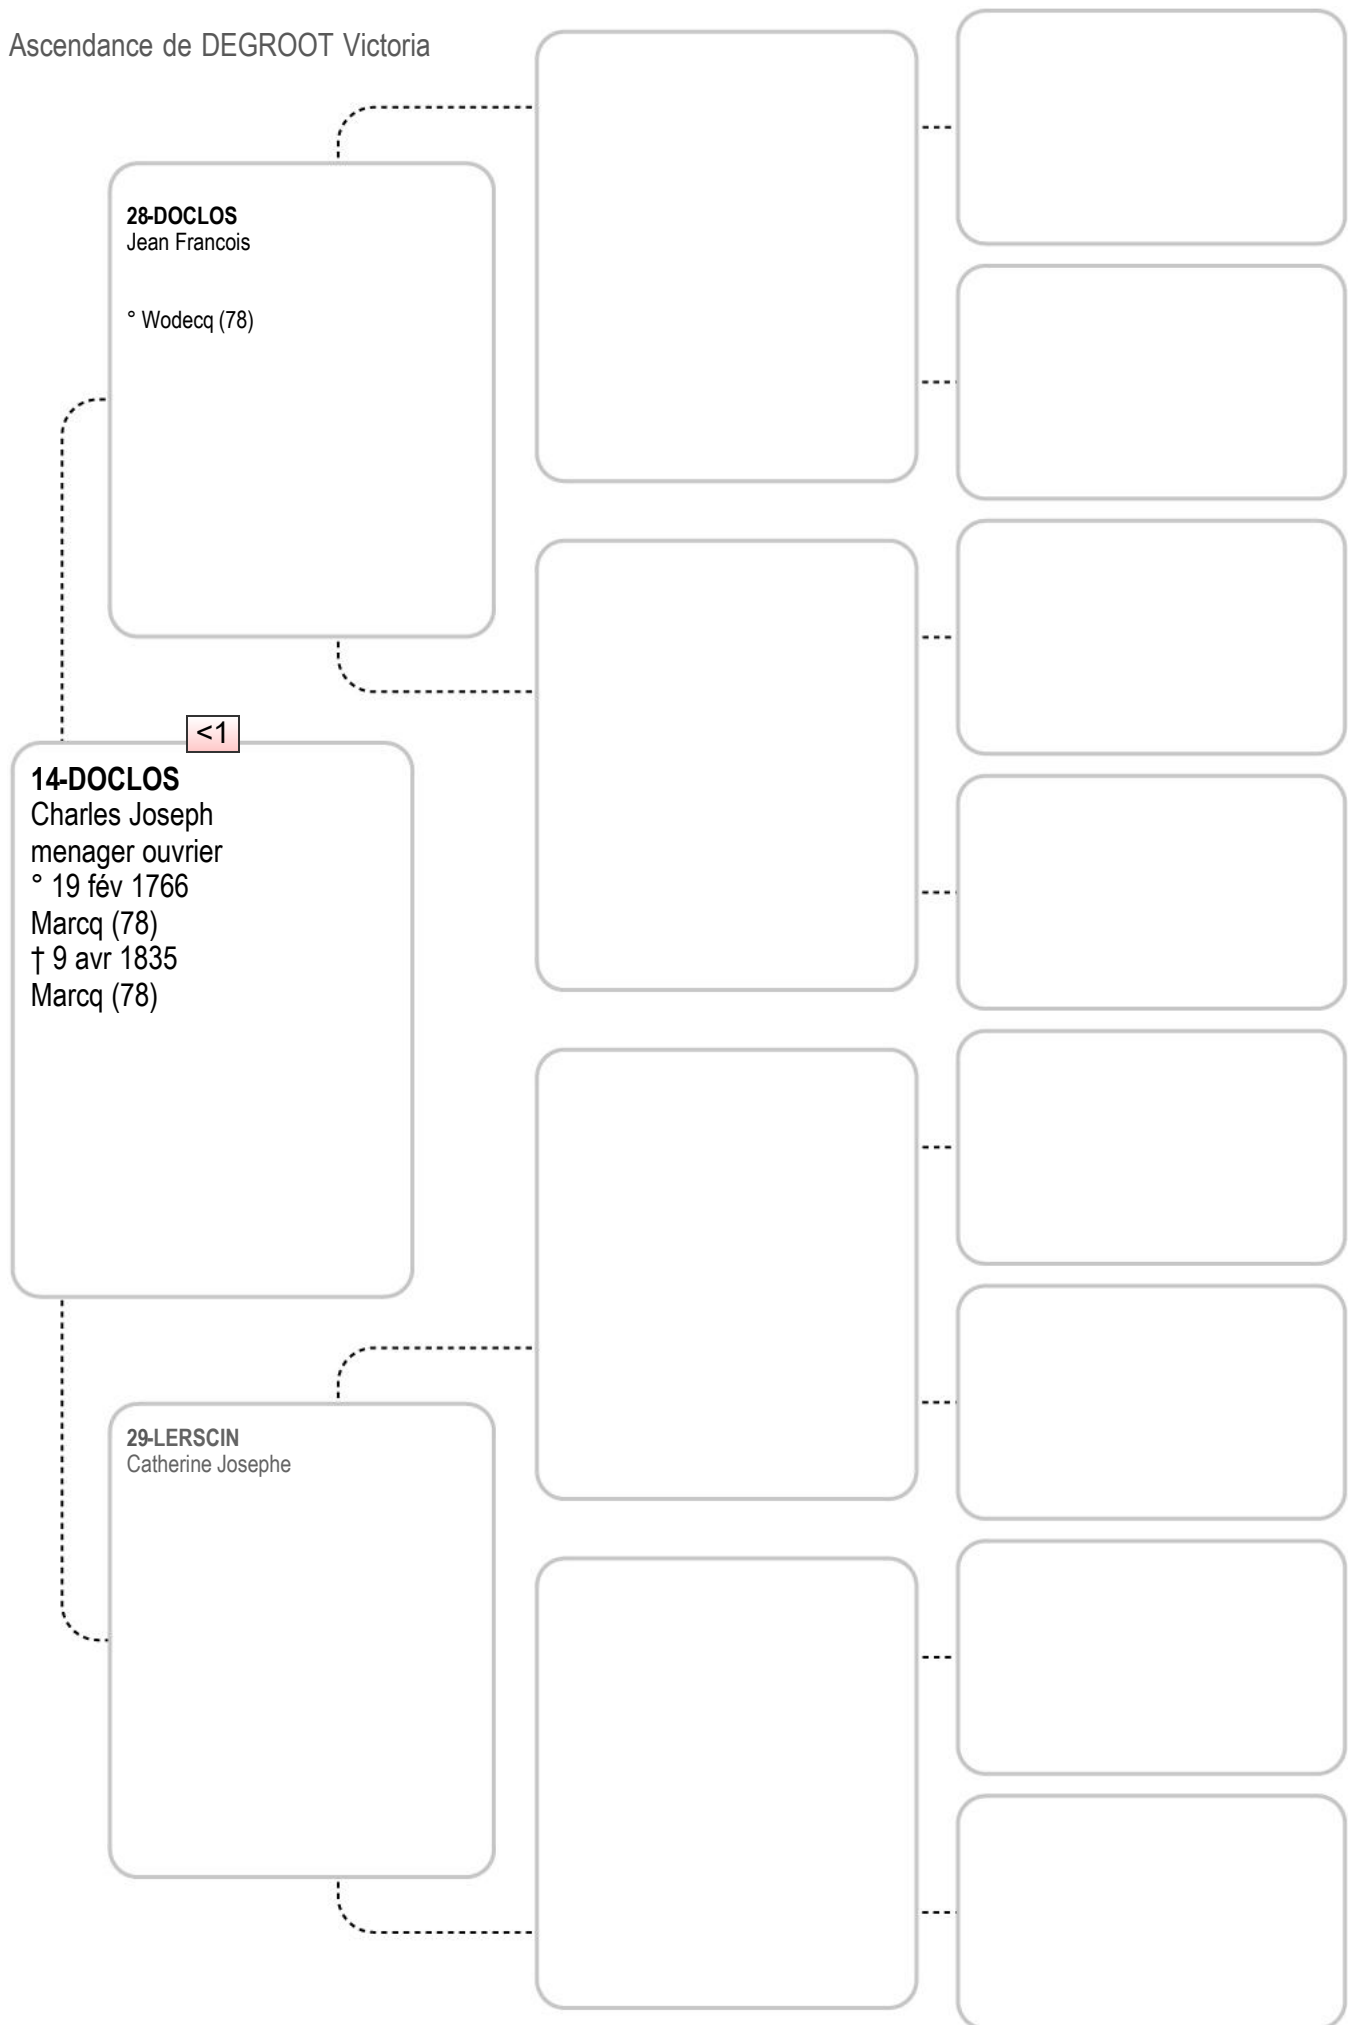 Ascendance de DEGROOT Victoria
28-DOCLOS
Jean Francois
° Wodecq (78)
<1
14-DOCLOS
Charles Joseph
menager ouvrier
° 19 fév 1766
Marcq (78)
† 9 avr 1835
Marcq (78)
29-LERSCIN
Catherine Josephe